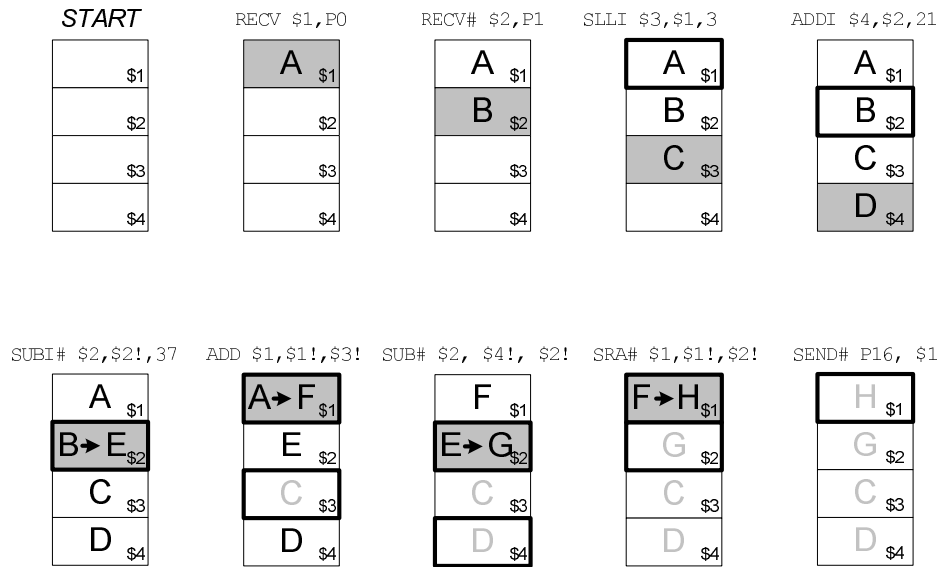 START RECV $1,P0 RECV# $2,P1 SLLI $3,$1,3 ADDI $4,$2,21
$1 A $1 A $1 A $1 A $1
$2 $2 B $2 B $2 B $2
$3 $3 $3 C $3 C $3
$4 $4 $4 $4 D $4
SUBI# $2,$2!,37 ADD $1,$1!,$3! SUB# $2, $4!, $2! SRA# $1,$1!,$2! SEND# P16, $1
A $1 A→F $1 F $1 F→H $1 H $1
B→E $2 E $2 E→G $2 G $2 G $2
C $3 C $3 C $3 C $3 C $3
D $4 D $4 D $4 D $4 D $4